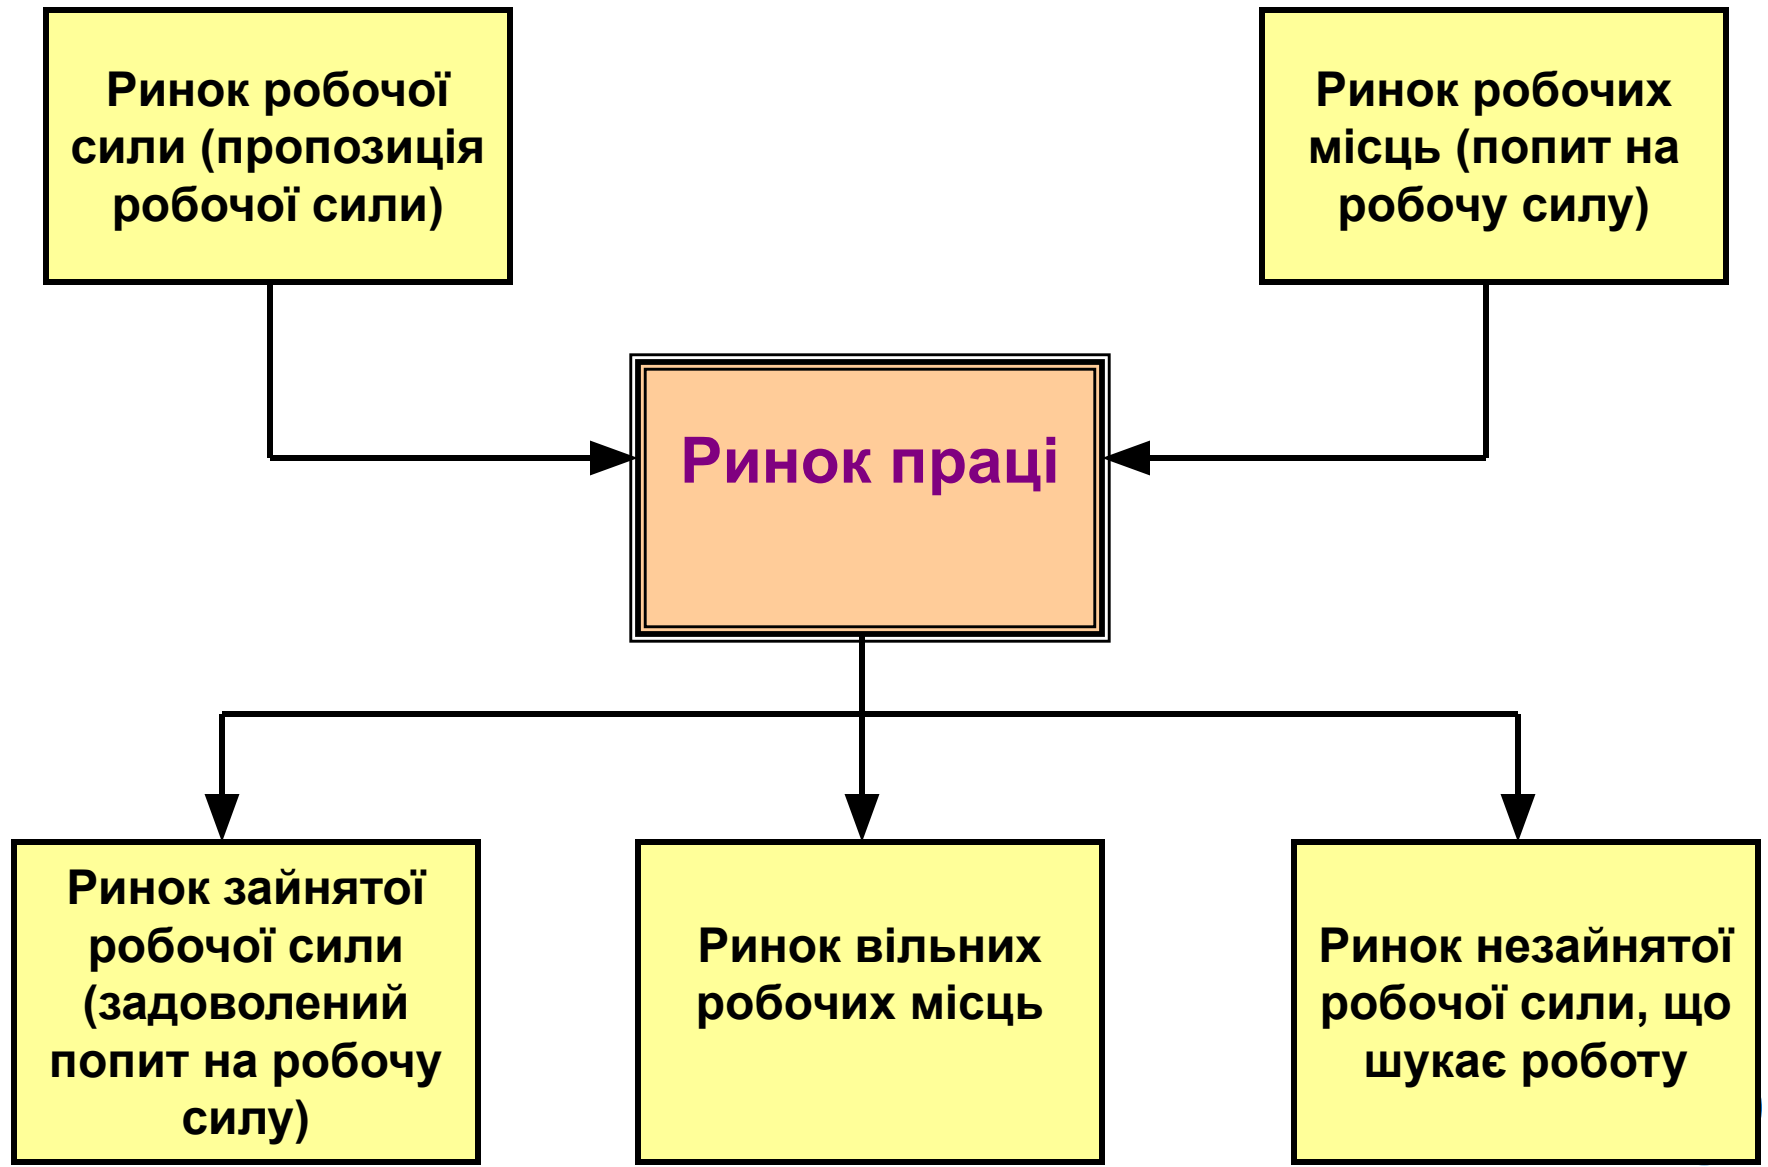 Ринок робочої
сили (пропозиція
робочої сили)
Ринок робочих
місць (попит на
робочу силу)
Ринок праці
Ринок зайнятої
робочої сили
(задоволений
попит на робочу
силу)
Ринок вільних
робочих місць
Ринок незайнятої
робочої сили, що
шукає роботу